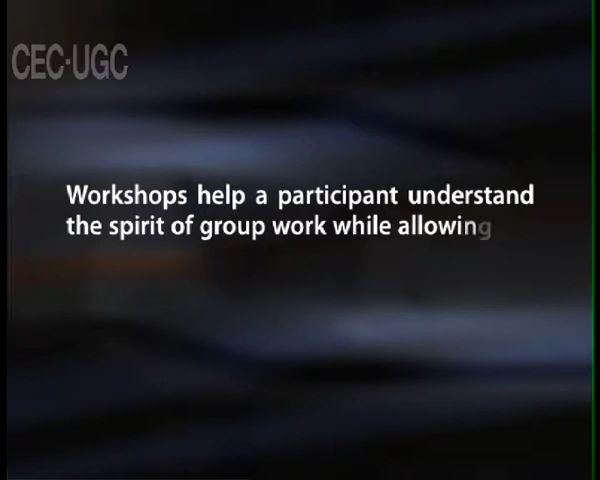 CEC-UGC
Workshops help a participant understand
the spirit of group work while allowing